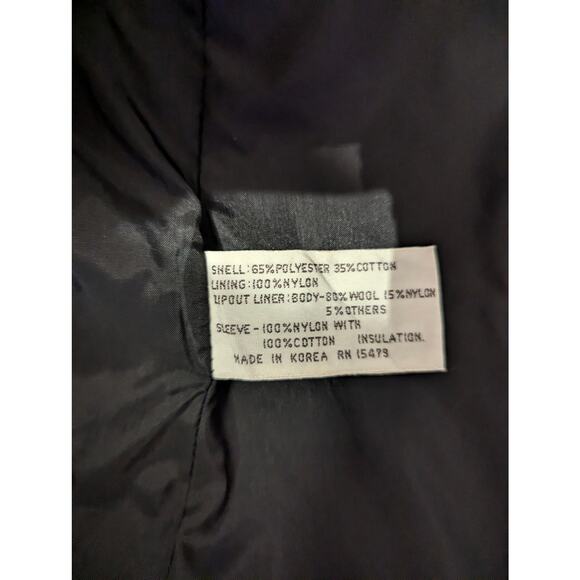 SHELL:65%POLYESTER 35%COTTON
LINING:100%NYLON
ZIPOUT LINER:BODY-80%WOOL 15%NYLON
5%OTHERS
SLEEVE-100%NYLON WITH
100%COTTON INSULATION.
MADE IN KOREA RN 15479